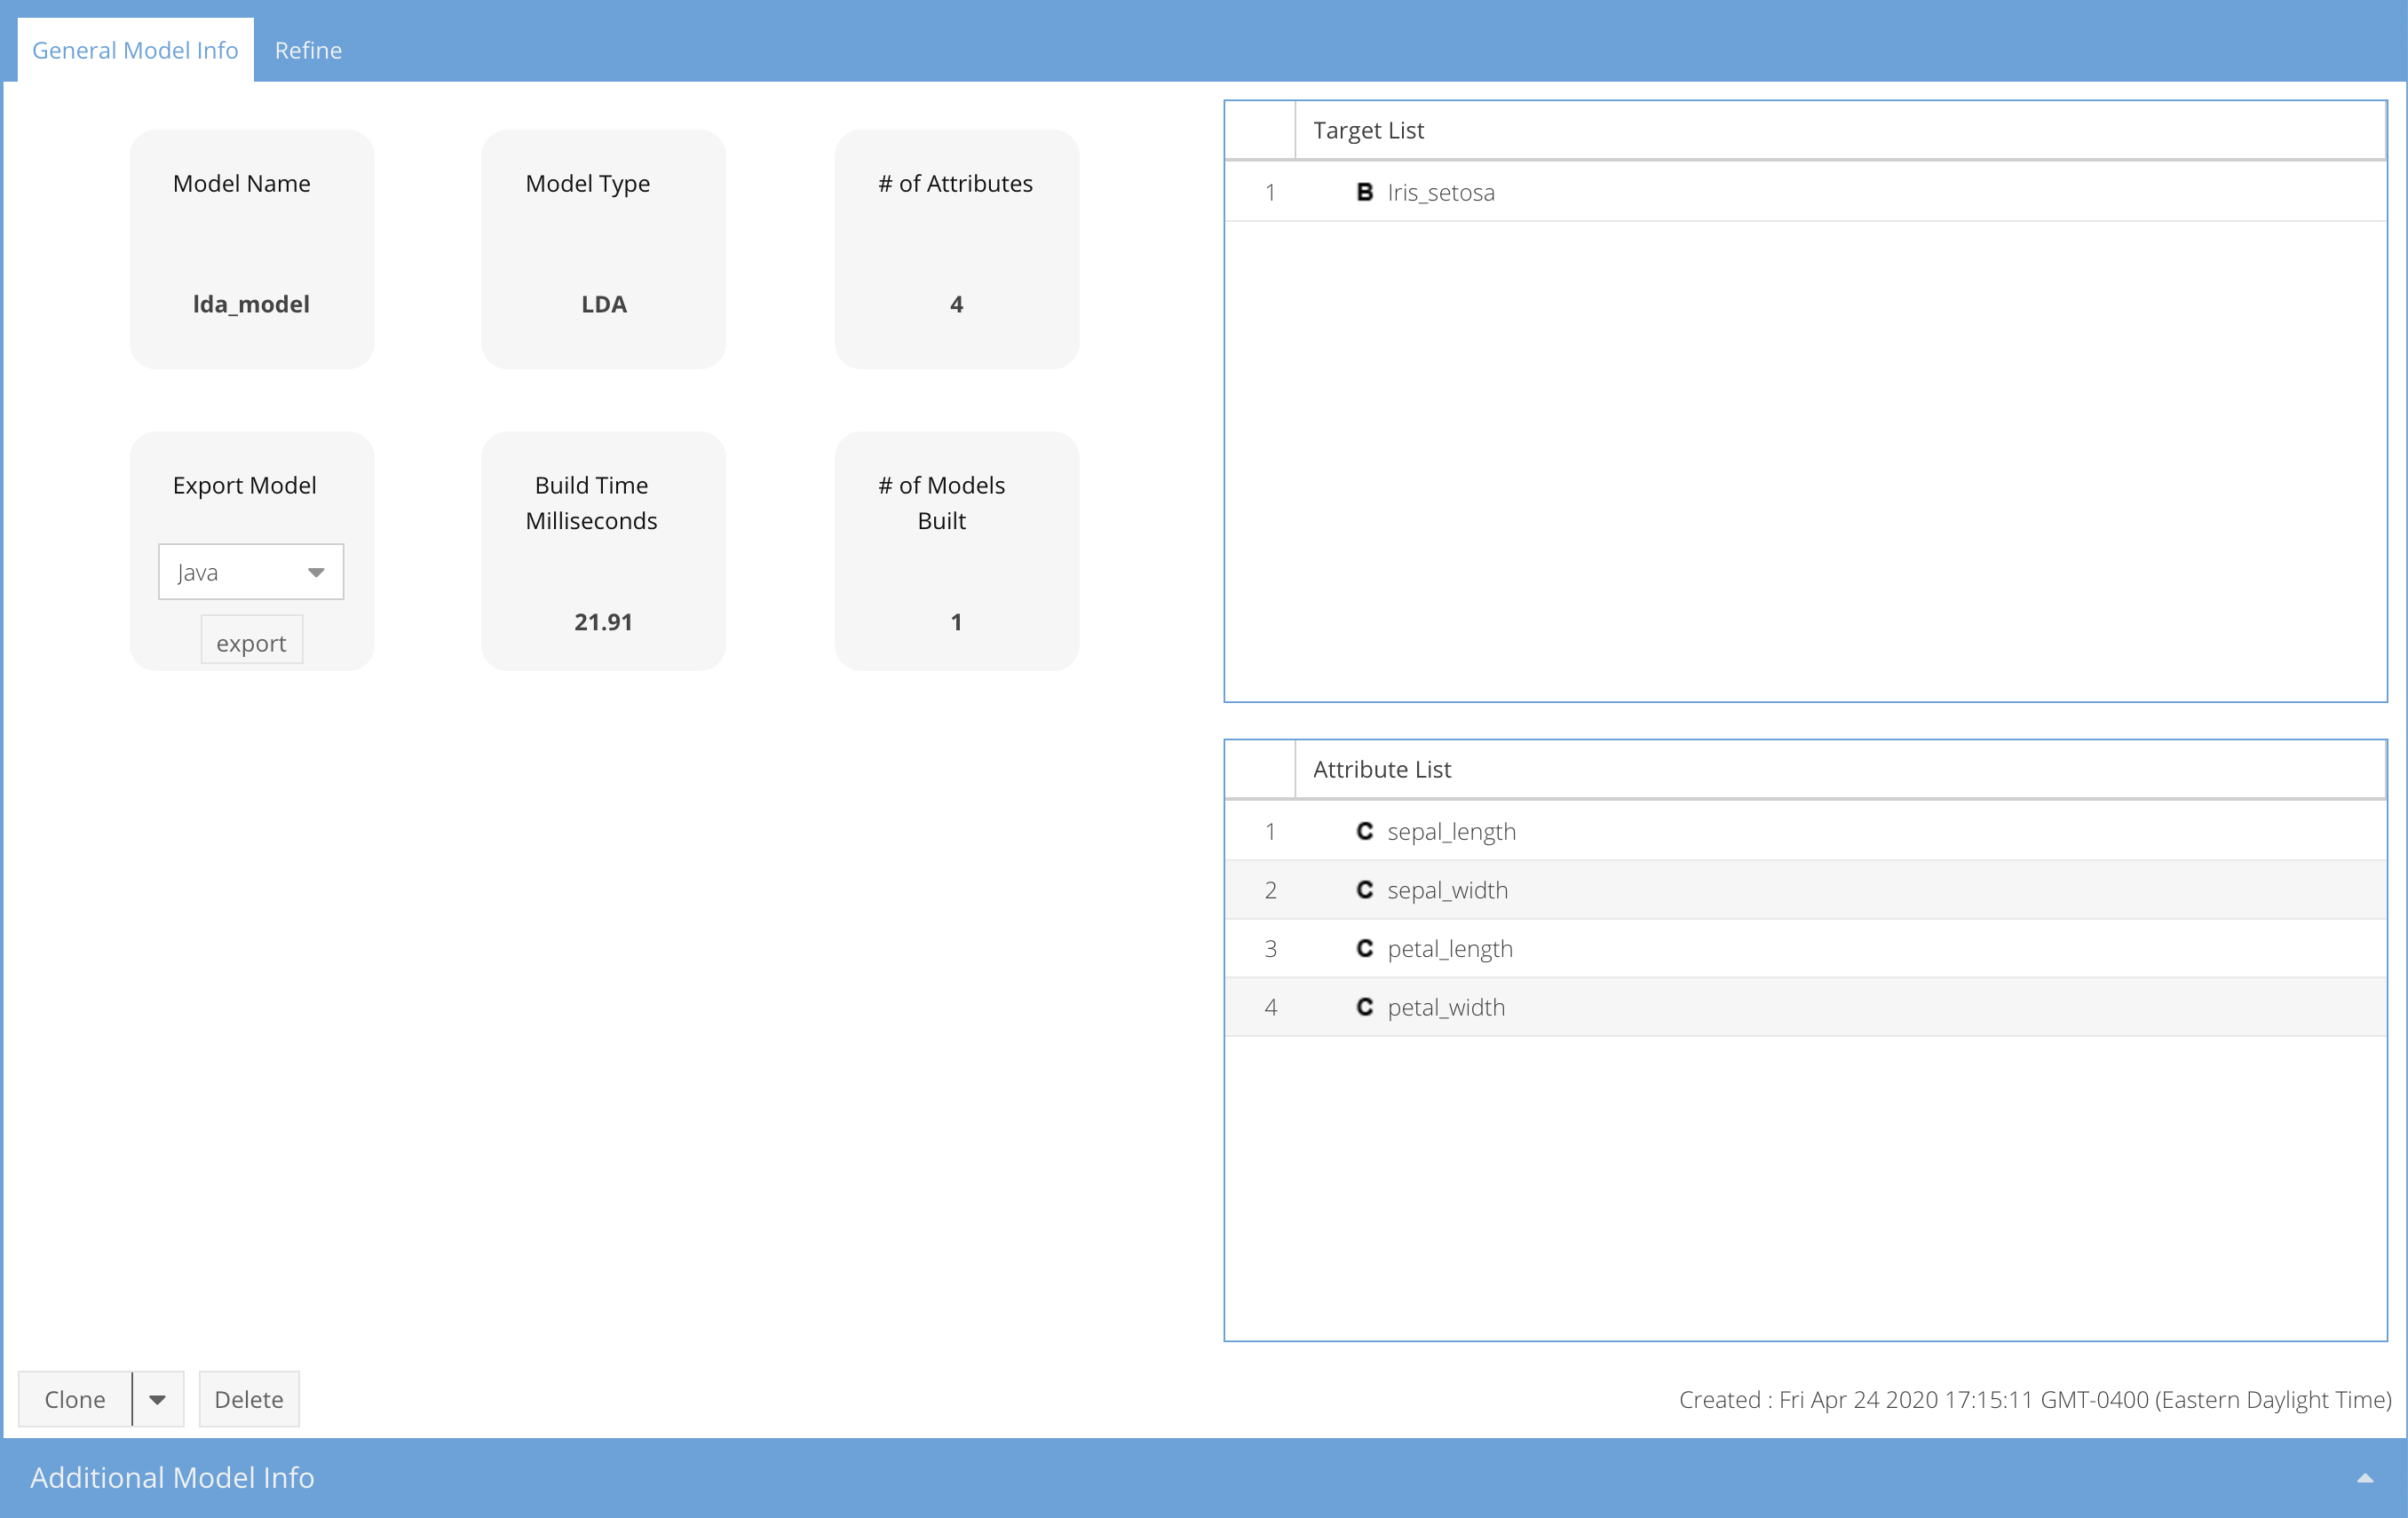 General Model Info Refine
Model Name
lda_model
Model Type
LDA
# of Attributes
4
Export Model
Java
export
Build Time
Milliseconds
21.91
# of Models
Built
1
Target List
1 B Iris_setosa
Attribute List
1 C sepal_length
2 C sepal_width
3 C petal_length
4 C petal_width
Clone Delete
Created : Fri Apr 24 2020 17:15:11 GMT-0400 (Eastern Daylight Time)
Additional Model Info